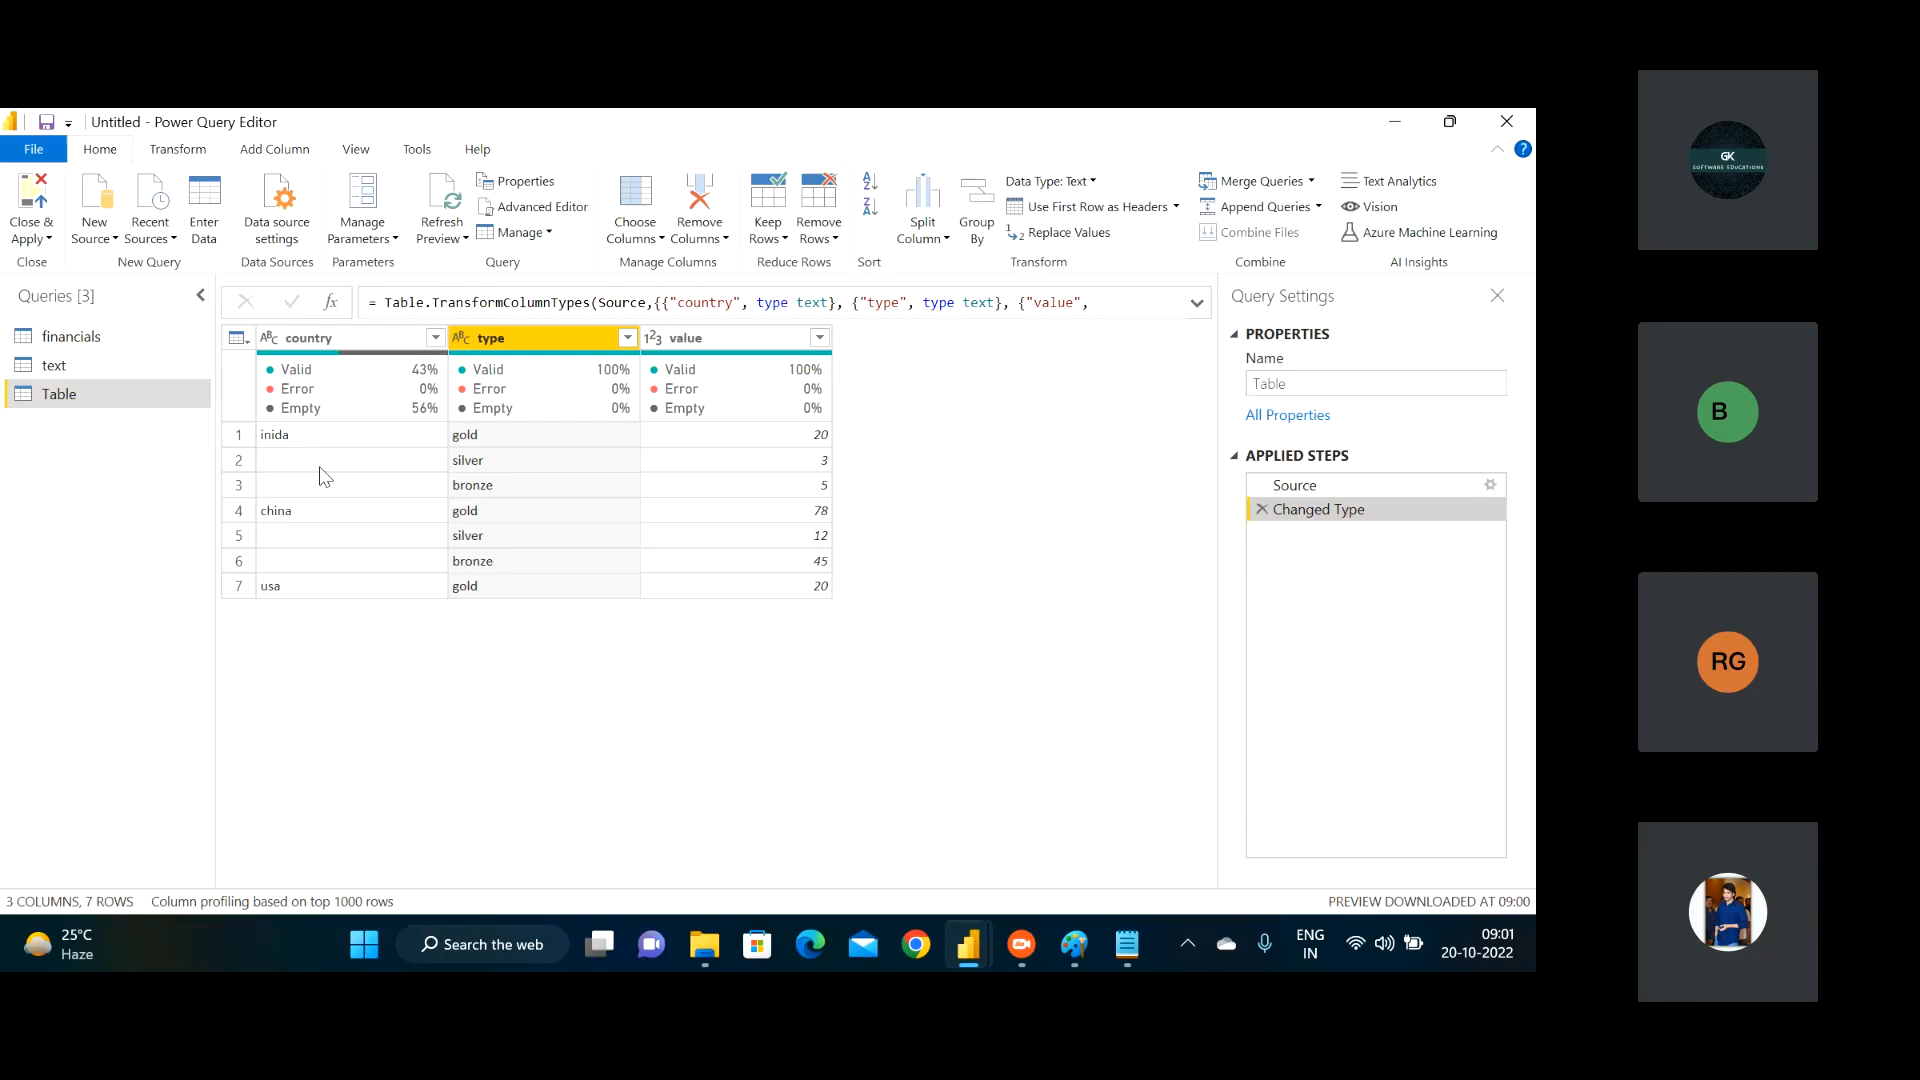 Untitled - Power Query Editor
File Home Transform Add Column View Tools Help
?
Close & Apply
Close
New Source
Recent Sources
Enter Data
New Query
Data source settings
Data Sources
Manage Parameters
Parameters
Refresh Preview
Properties
Advanced Editor
Manage
Query
Choose Columns
Remove Columns
Manage Columns
Keep Rows
Remove Rows
Reduce Rows
Sort
Split Column
Group By
Data Type: Text
Use First Row as Headers
Replace Values
Transform
Merge Queries
Append Queries
Combine Files
Combine
Text Analytics
Vision
Azure Machine Learning
AI Insights
Queries [3]
financials
text
Table
fx
= Table.TransformColumnTypes(Source,{{"country", type text}, {"type", type text}, {"value",
ABC country ABC type 123 value
Valid 43% Valid 100% Valid 100%
Error 0% Error 0% Error 0%
Empty 56% Empty 0% Empty 0%
1 inida gold 20
2 silver 3
3 bronze 5
4 china gold 78
5 silver 12
6 bronze 45
7 usa gold 20
Query Settings
PROPERTIES
Name
Table
All Properties
APPLIED STEPS
Source
Changed Type
3 COLUMNS, 7 ROWS Column profiling based on top 1000 rows
PREVIEW DOWNLOADED AT 09:00
25°C
Haze
Search the web
ENG
IN
09:01
20-10-2022
GK
SOFTWARE EDUCATIONS
B
RG